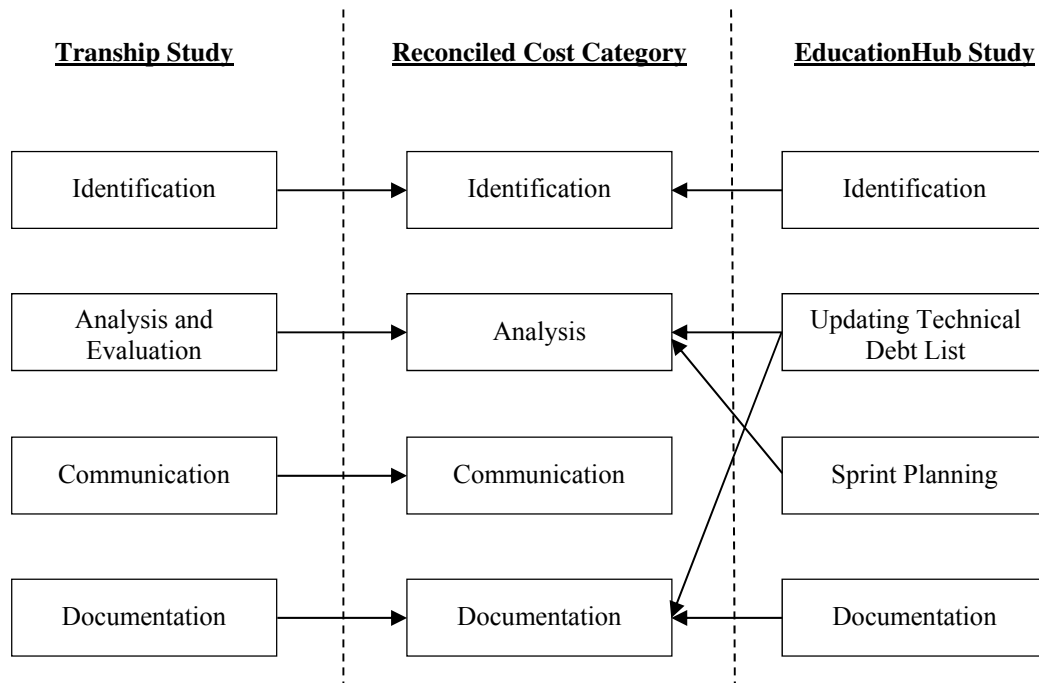 Tranship Study
Reconciled Cost Category
EducationHub Study
Identification
Identification
Identification
Analysis and
Evaluation
Analysis
Updating Technical
Debt List
Communication
Communication
Sprint Planning
Documentation
Documentation
Documentation